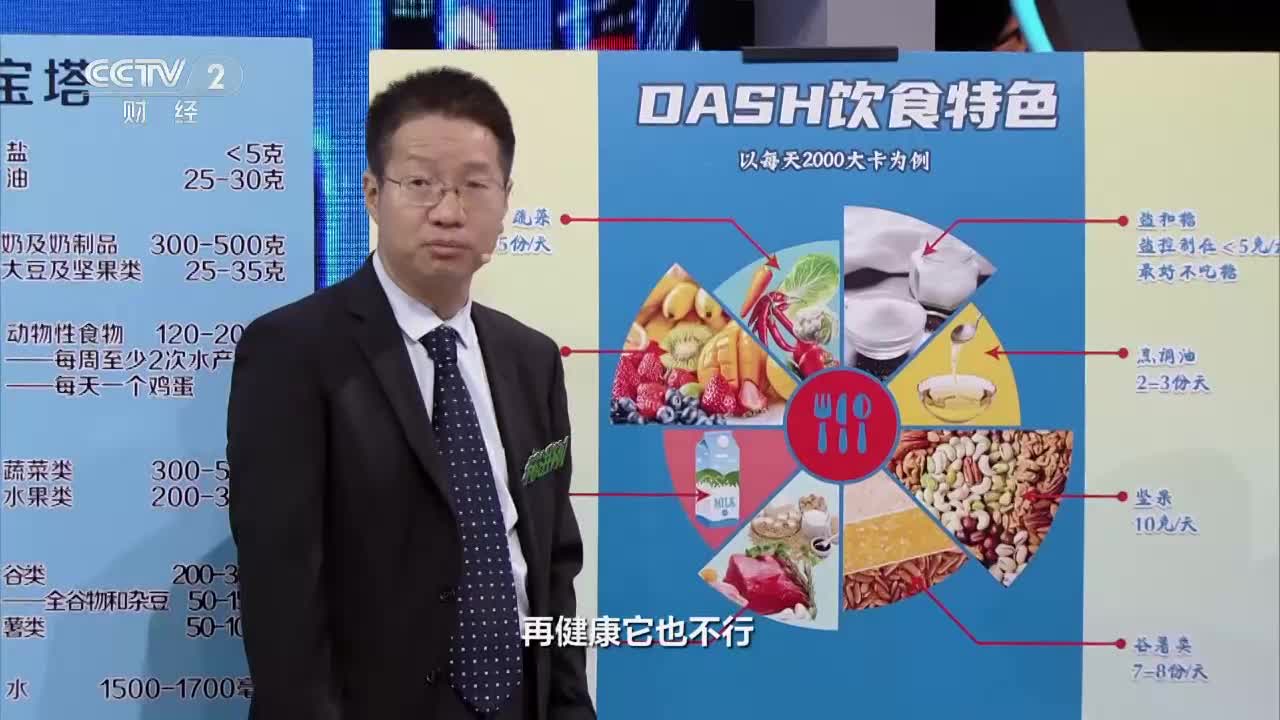 宝塔
CCTV 2
财经
盐 <5克
油 25-30克
奶及奶制品 300-500克
大豆及坚果类 25-35克
动物性食物 120-20
——每周至少2次水产
——每天一个鸡蛋
蔬菜类 300-5
水果类 200-3
谷类 200-3
——全谷物和杂豆 50-15
薯类 50-10
水 1500-1700毫
DASH饮食特色
以每天2000大卡为例
蔬菜
5份/天
盐和糖
盐控制在<5克/
最好不吃糖
烹调油
2-3份/天
坚果
10克/天
谷薯类
7-8份/天
MILK
再健康它也不行